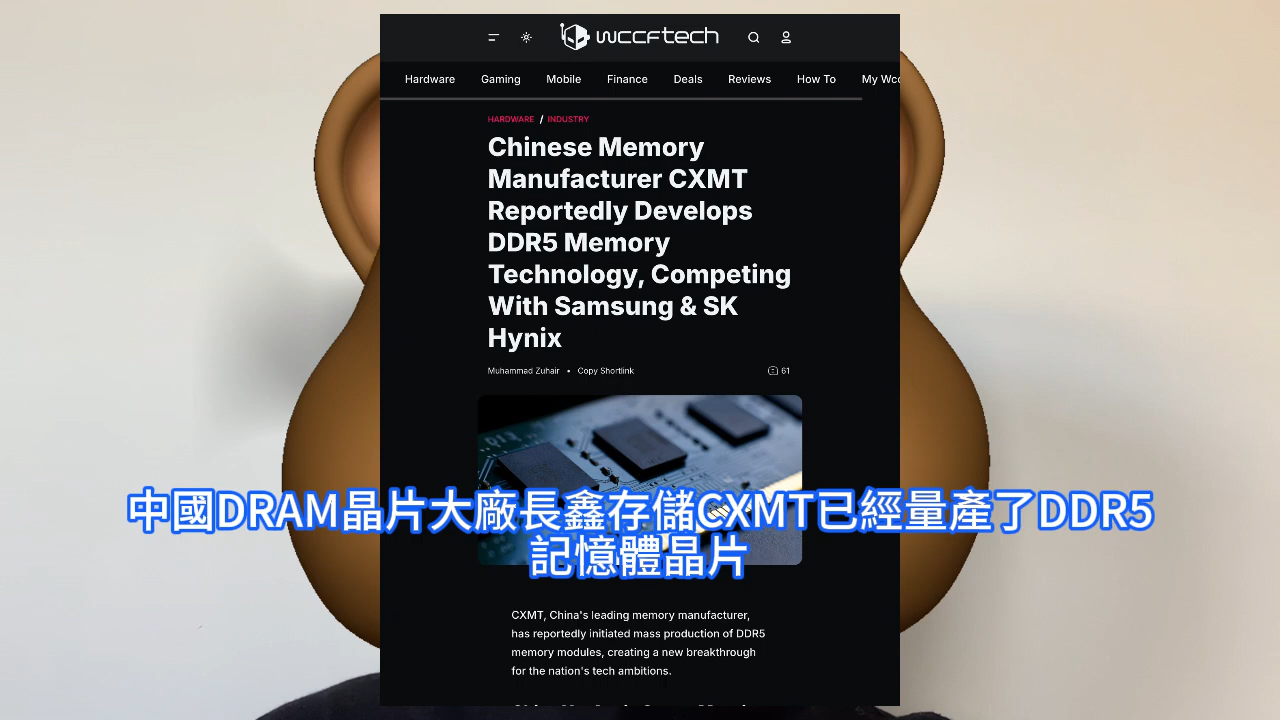 wccftech
Hardware Gaming Mobile Finance Deals Reviews How To My Wcc
HARDWARE / INDUSTRY
Chinese Memory
Manufacturer CXMT
Reportedly Develops
DDR5 Memory
Technology, Competing
With Samsung & SK
Hynix
Muhammad Zuhair • Copy Shortlink 61
中國DRAM晶片大廠長鑫存儲CXMT已經量產了DDR5
記憶體晶片
CXMT, China's leading memory manufacturer,
has reportedly initiated mass production of DDR5
memory modules, creating a new breakthrough
for the nation's tech ambitions.